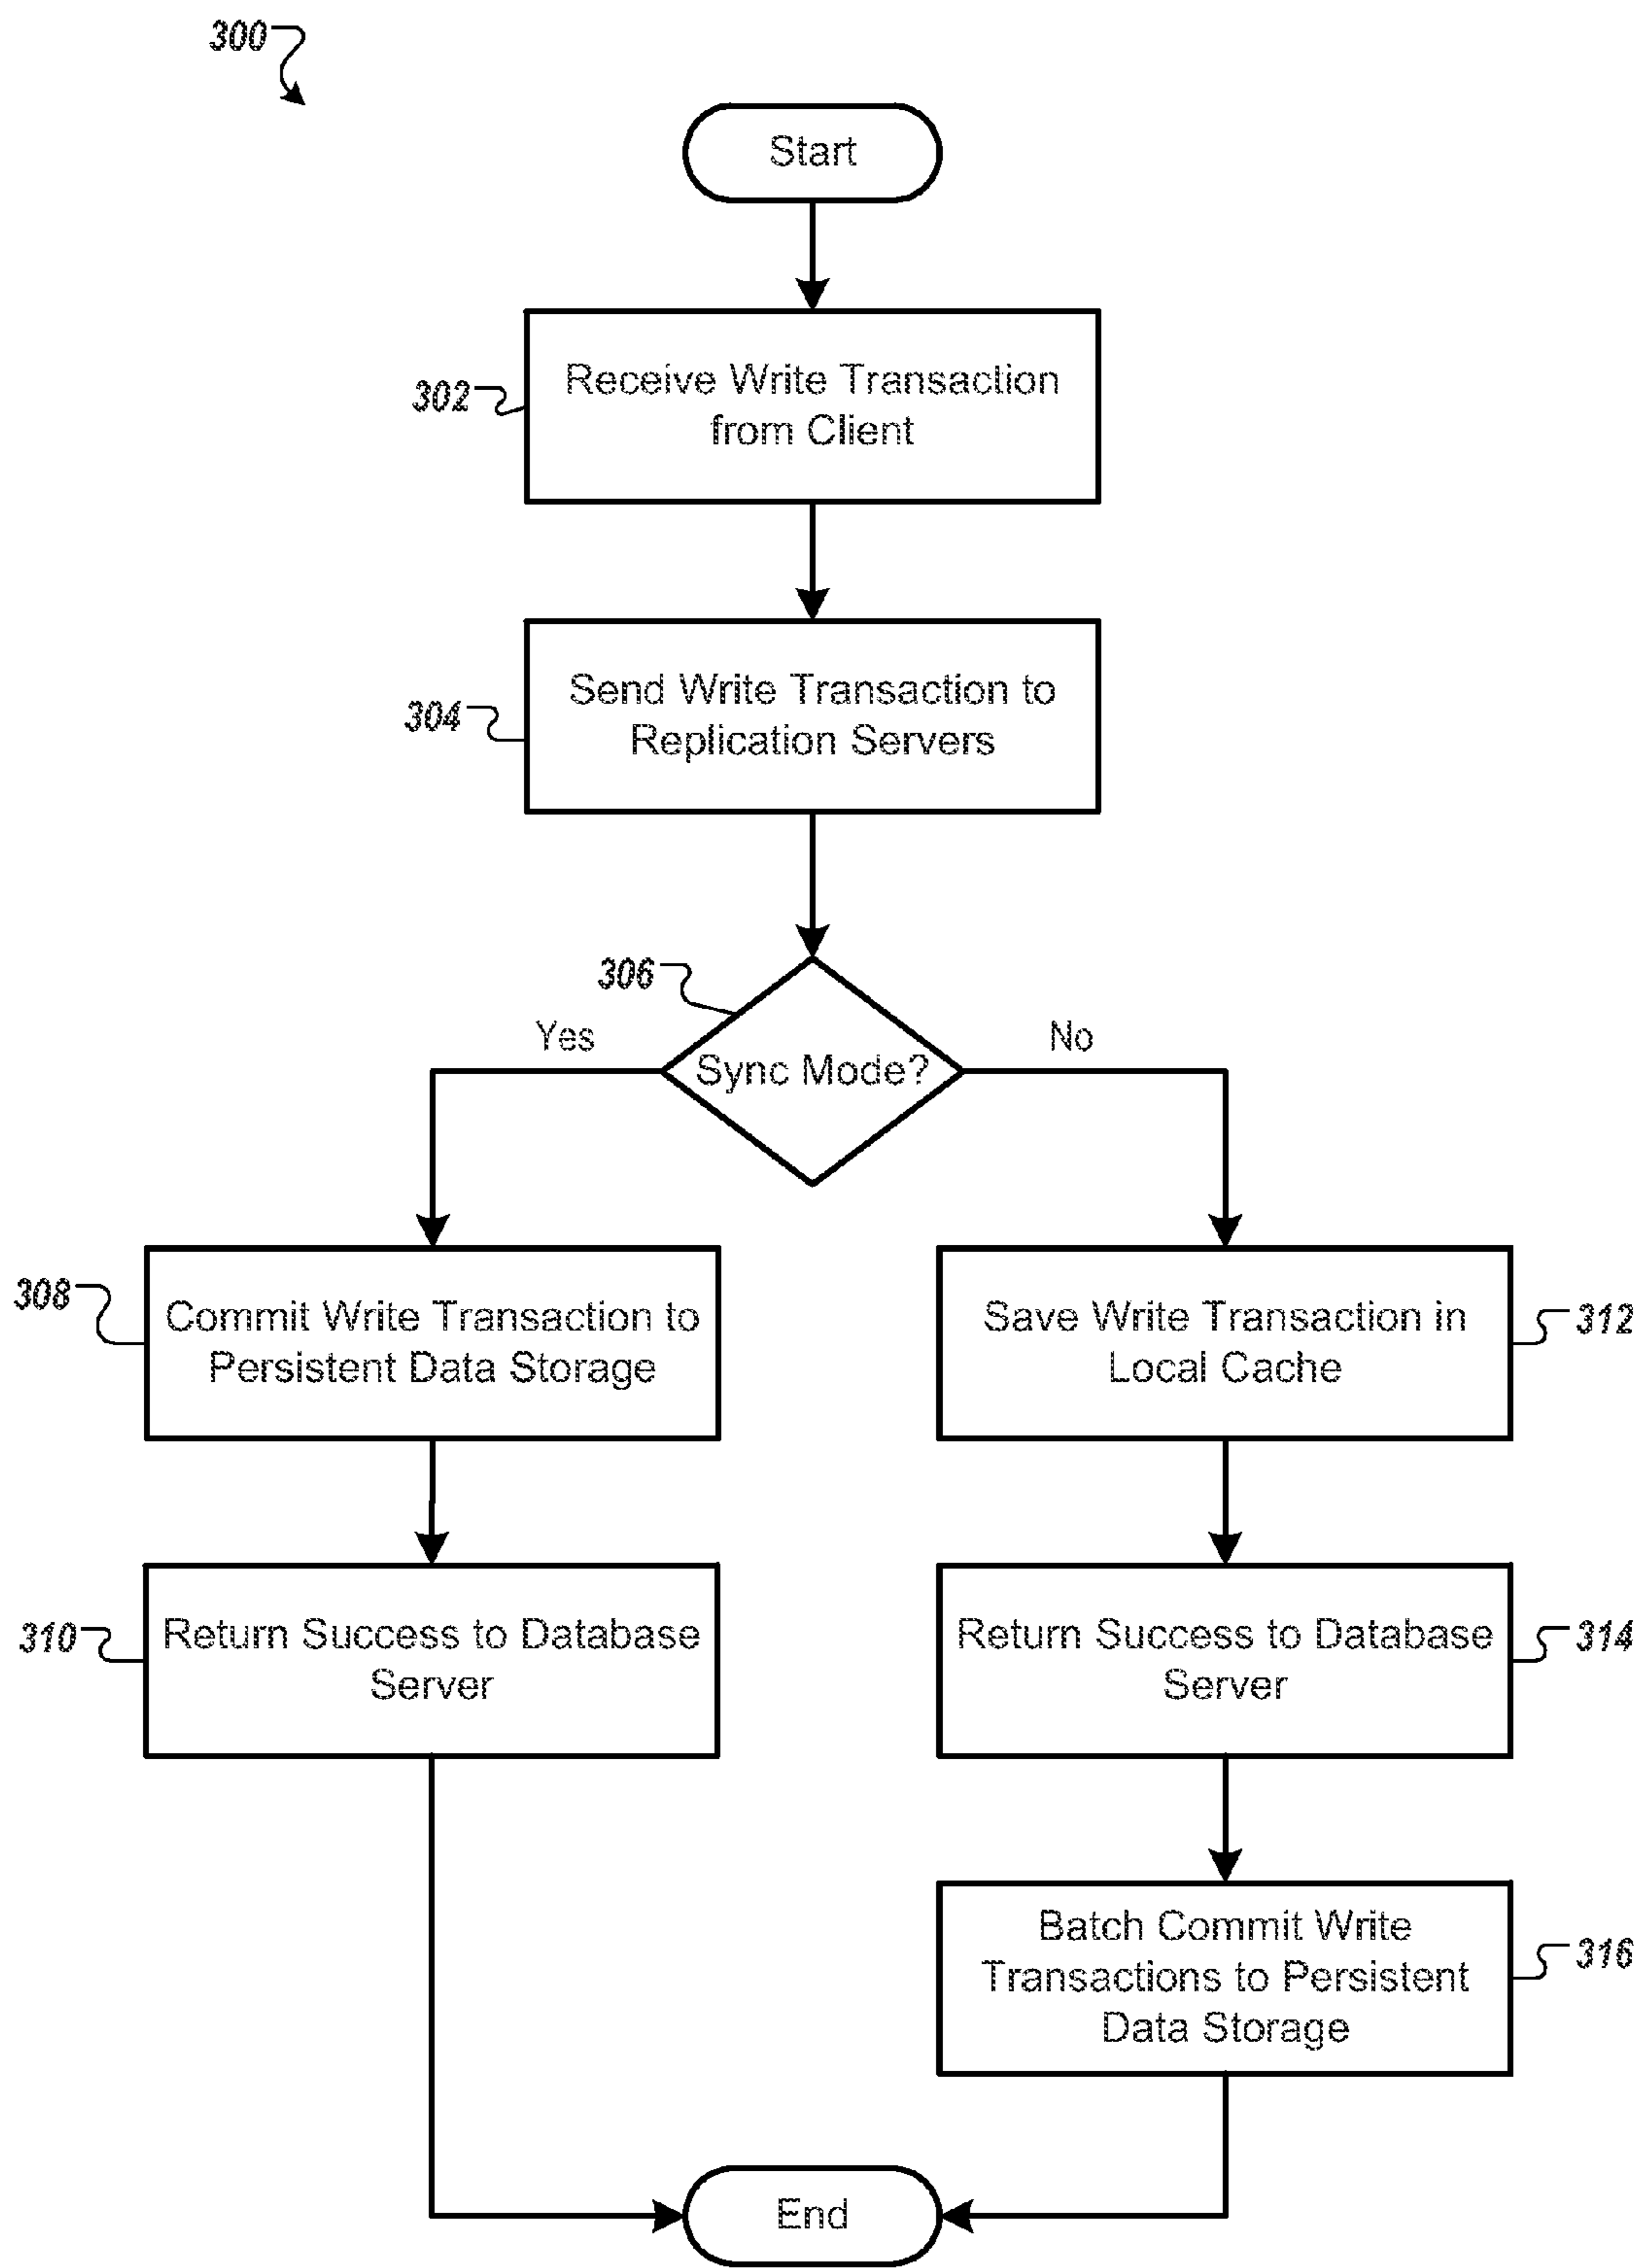 300
Start
302
Receive Write Transaction
from Client
304
Send Write Transaction to
Replication Servers
306
Yes
No
Sync Mode?
308
Commit Write Transaction to
Persistent Data Storage
Save Write Transaction in
Local Cache
312
310
Return Success to Database
Server
Return Success to Database
Server
314
Batch Commit Write
Transactions to Persistent
Data Storage
316
End